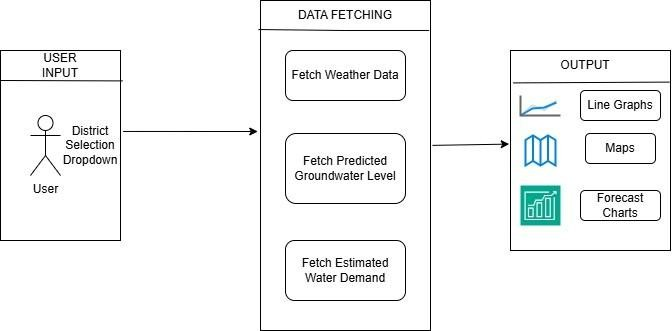 USER
INPUT
District
Selection
Dropdown
User
DATA FETCHING
Fetch Weather Data
Fetch Predicted
Groundwater Level
Fetch Estimated
Water Demand
OUTPUT
Line Graphs
Maps
Forecast
Charts